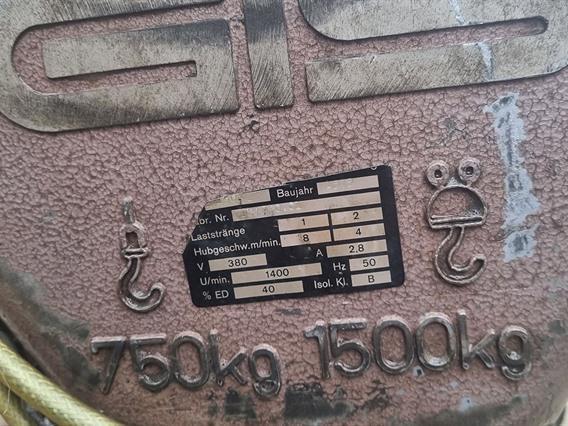 GIS
Baujahr
abr. Nr.
Laststränge 1 2
Hubgeschw.m/min. 8 4
V 380 A 2,8
U/min. 1400 Hz 50
% ED 40 Isol. Kl. B
750kg 1500kg